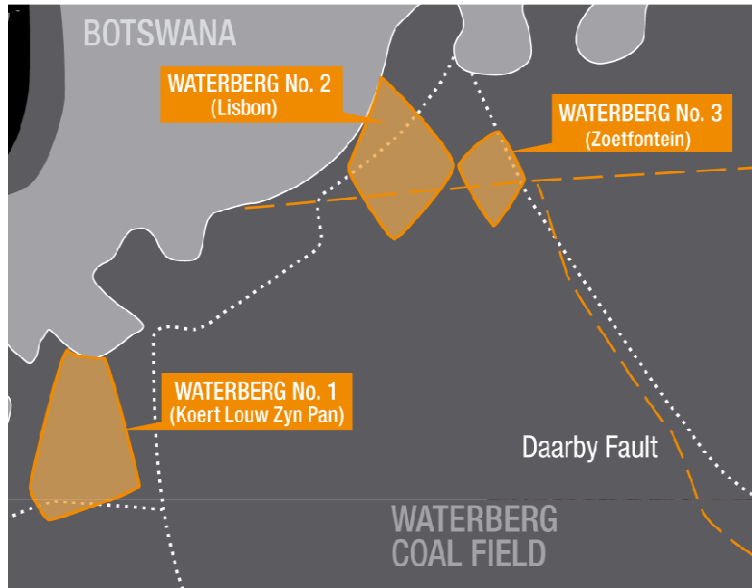 BOTSWANA
WATERBERG No. 2
(Lisbon)
WATERBERG No. 3
(Zoetfontein)
WATERBERG No. 1
(Koert Louw Zyn Pan)
Daarby Fault
WATERBERG
COAL FIELD